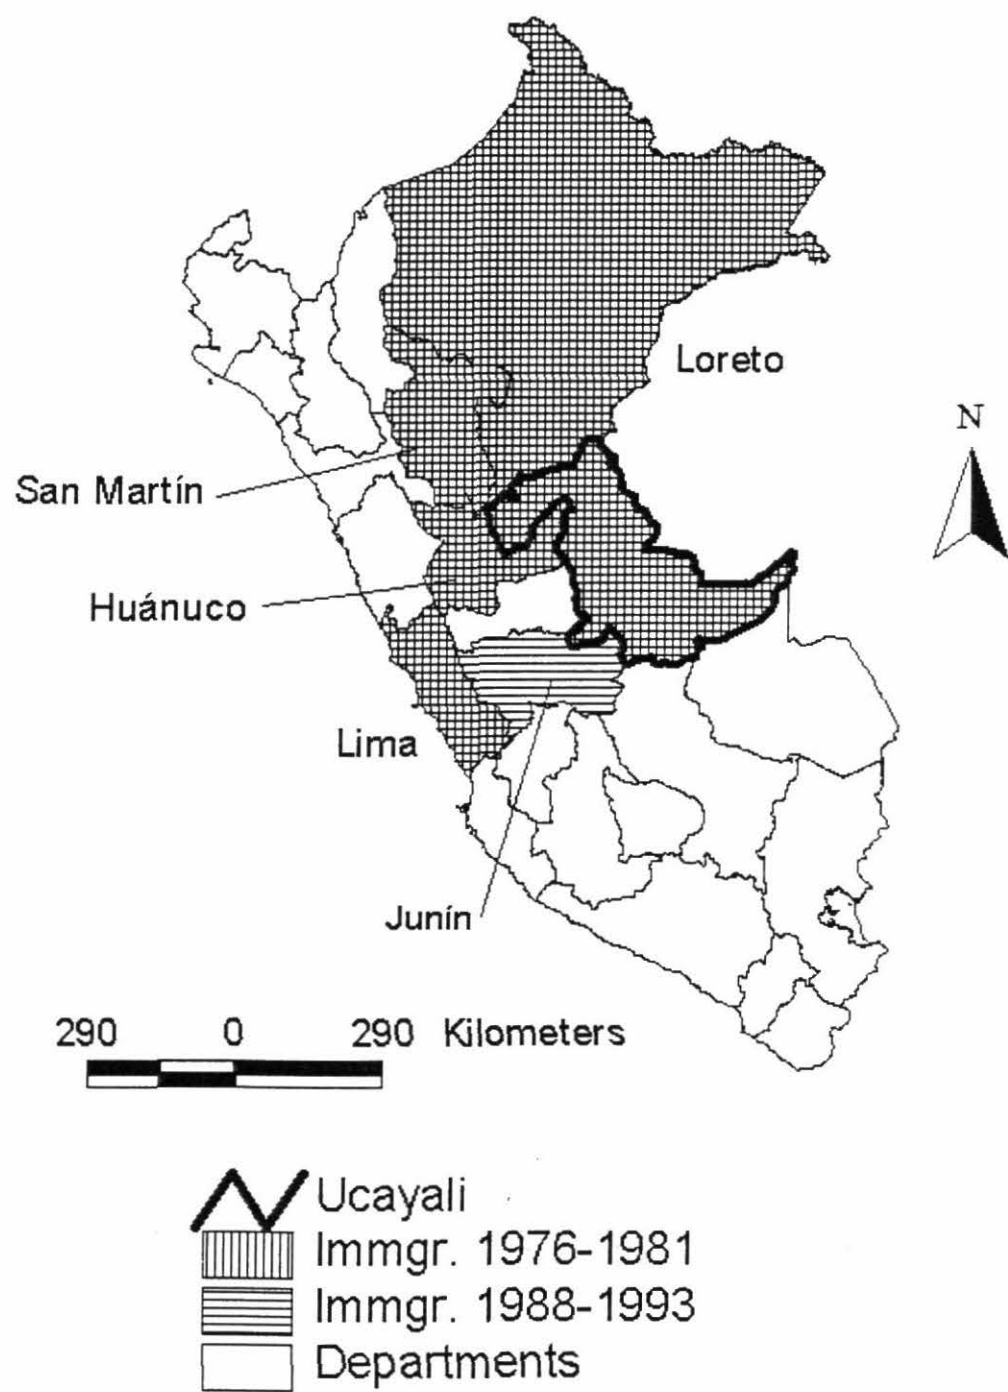 Loreto
N
San Martín
Huánuco
Lima
Junín
290 0 290 Kilometers
Ucayali
Immgr. 1976-1981
Immgr. 1988-1993
Departments